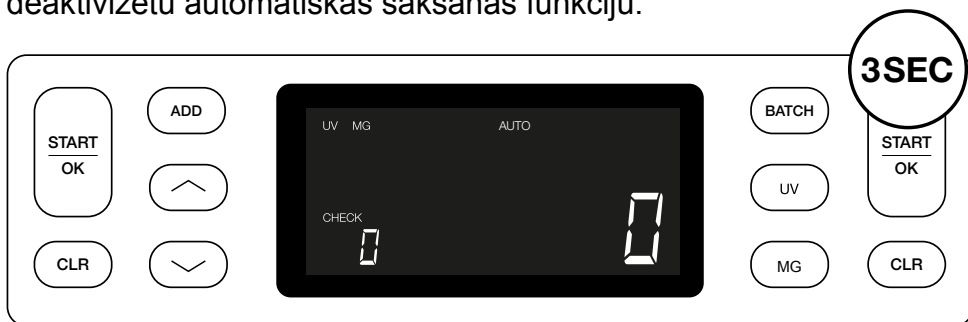 deaktivizētu automātiskās sākšanas funkciju.
3SEC
START
OK
ADD
CLR
UV MG AUTO
CHECK
0
0
BATCH
UV
MG
START
OK
CLR